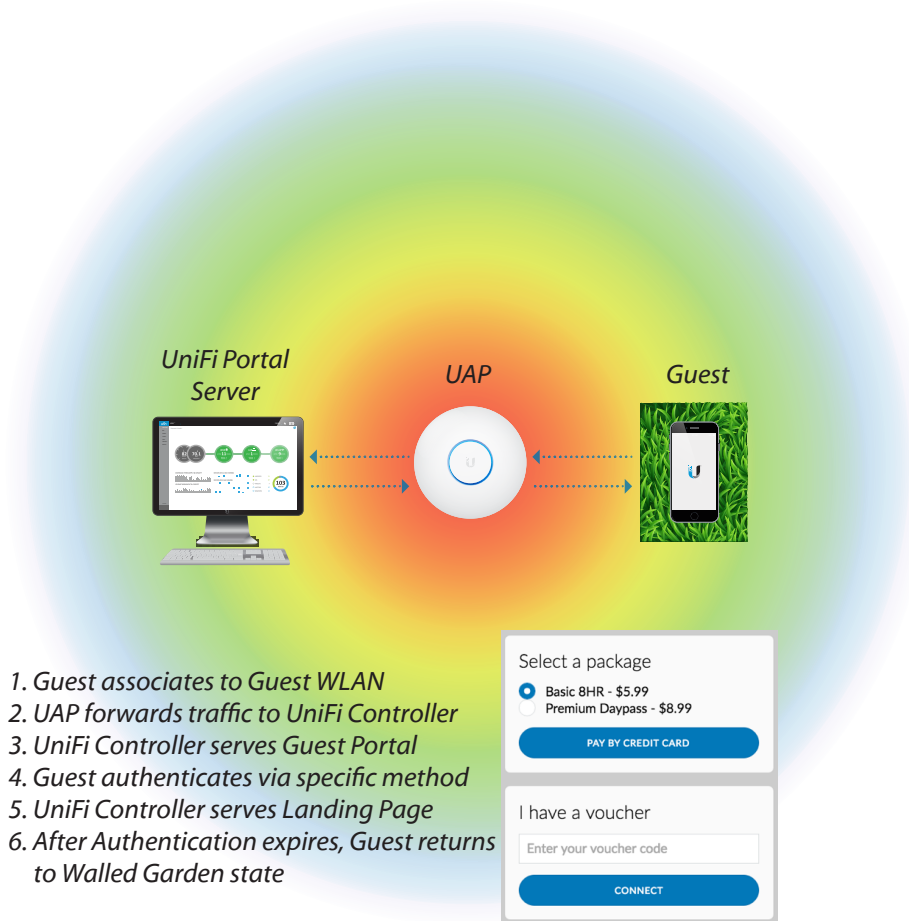 UniFi Portal
Server
UAP
Guest
103
1. Guest associates to Guest WLAN
2. UAP forwards traffic to UniFi Controller
3. UniFi Controller serves Guest Portal
4. Guest authenticates via specific method
5. UniFi Controller serves Landing Page
6. After Authentication expires, Guest returns
to Walled Garden state
Select a package
Basic 8HR - $5.99
Premium Daypass - $8.99
PAY BY CREDIT CARD
I have a voucher
Enter your voucher code
CONNECT